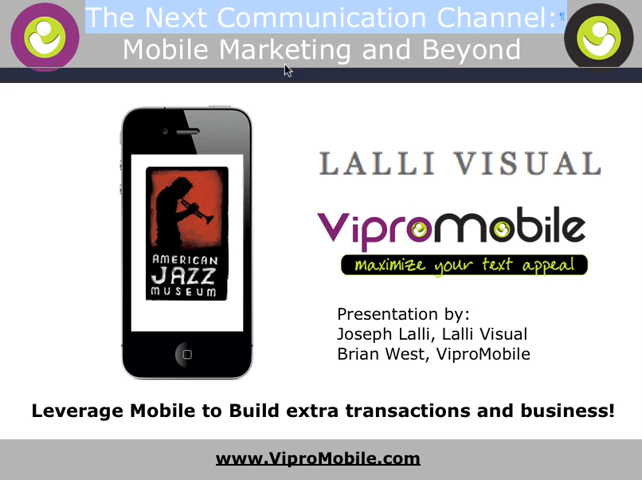 The Next Communication Channel:
Mobile Marketing and Beyond
LALLI VISUAL
VıproMobile
maximize your text appeal
AMERICAN
JAZZ
MUSEUM
Presentation by:
Joseph Lalli, Lalli Visual
Brian West, ViproMobile
Leverage Mobile to Build extra transactions and business!
www.ViproMobile.com